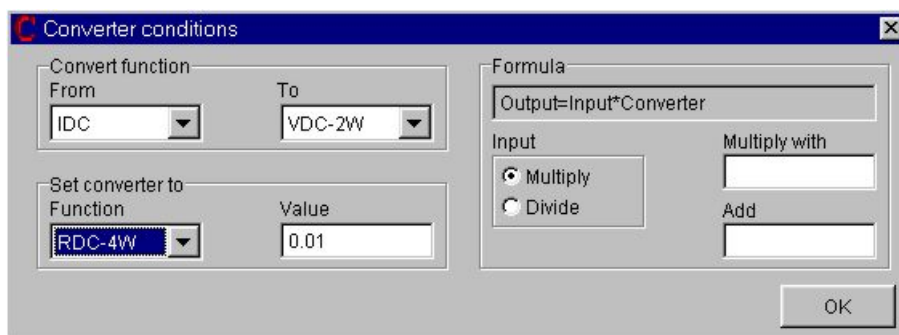 C Converter conditions
Convert function
From To
IDC VDC-2W
Set converter to
Function Value
RDC-4W 0.01
Formula
Output=Input*Converter
Input Multiply with
Multiply
Divide
Add
OK